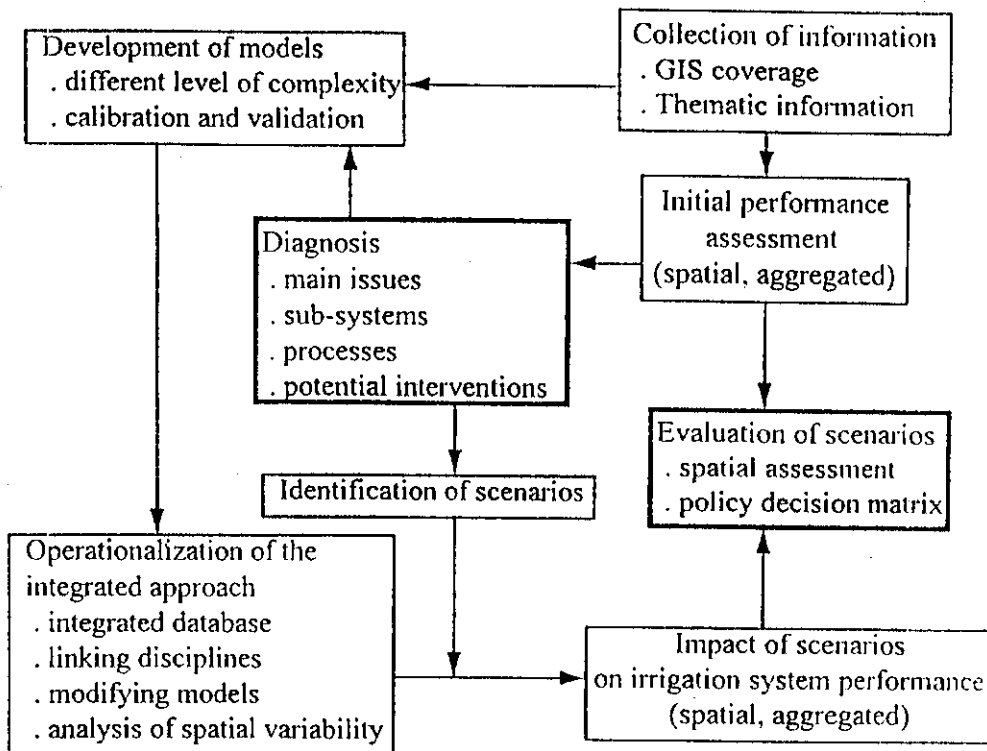 Development of models
. different level of complexity
. calibration and validation
Collection of information
. GIS coverage
. Thematic information
Initial performance
assessment
(spatial, aggregated)
Diagnosis
. main issues
. sub-systems
. processes
. potential interventions
Evaluation of scenarios
. spatial assessment
. policy decision matrix
Identification of scenarios
Operationalization of the
integrated approach
. integrated database
. linking disciplines
. modifying models
. analysis of spatial variability
Impact of scenarios
on irrigation system performance
(spatial, aggregated)